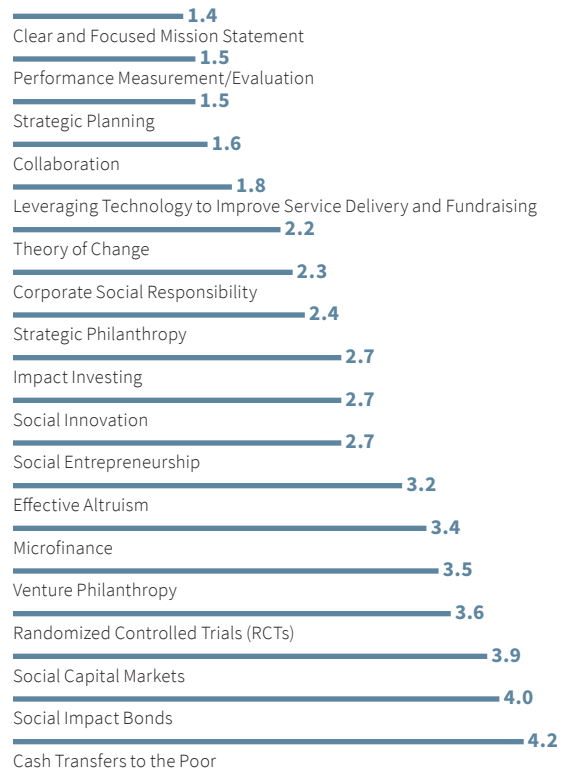 1.4
Clear and Focused Mission Statement
1.5
Performance Measurement/Evaluation
1.5
Strategic Planning
1.6
Collaboration
1.8
Leveraging Technology to Improve Service Delivery and Fundraising
2.2
Theory of Change
2.3
Corporate Social Responsibility
2.4
Strategic Philanthropy
2.7
Impact Investing
2.7
Social Innovation
2.7
Social Entrepreneurship
3.2
Effective Altruism
3.4
Microfinance
3.5
Venture Philanthropy
3.6
Randomized Controlled Trials (RCTs)
3.9
Social Capital Markets
4.0
Social Impact Bonds
4.2
Cash Transfers to the Poor